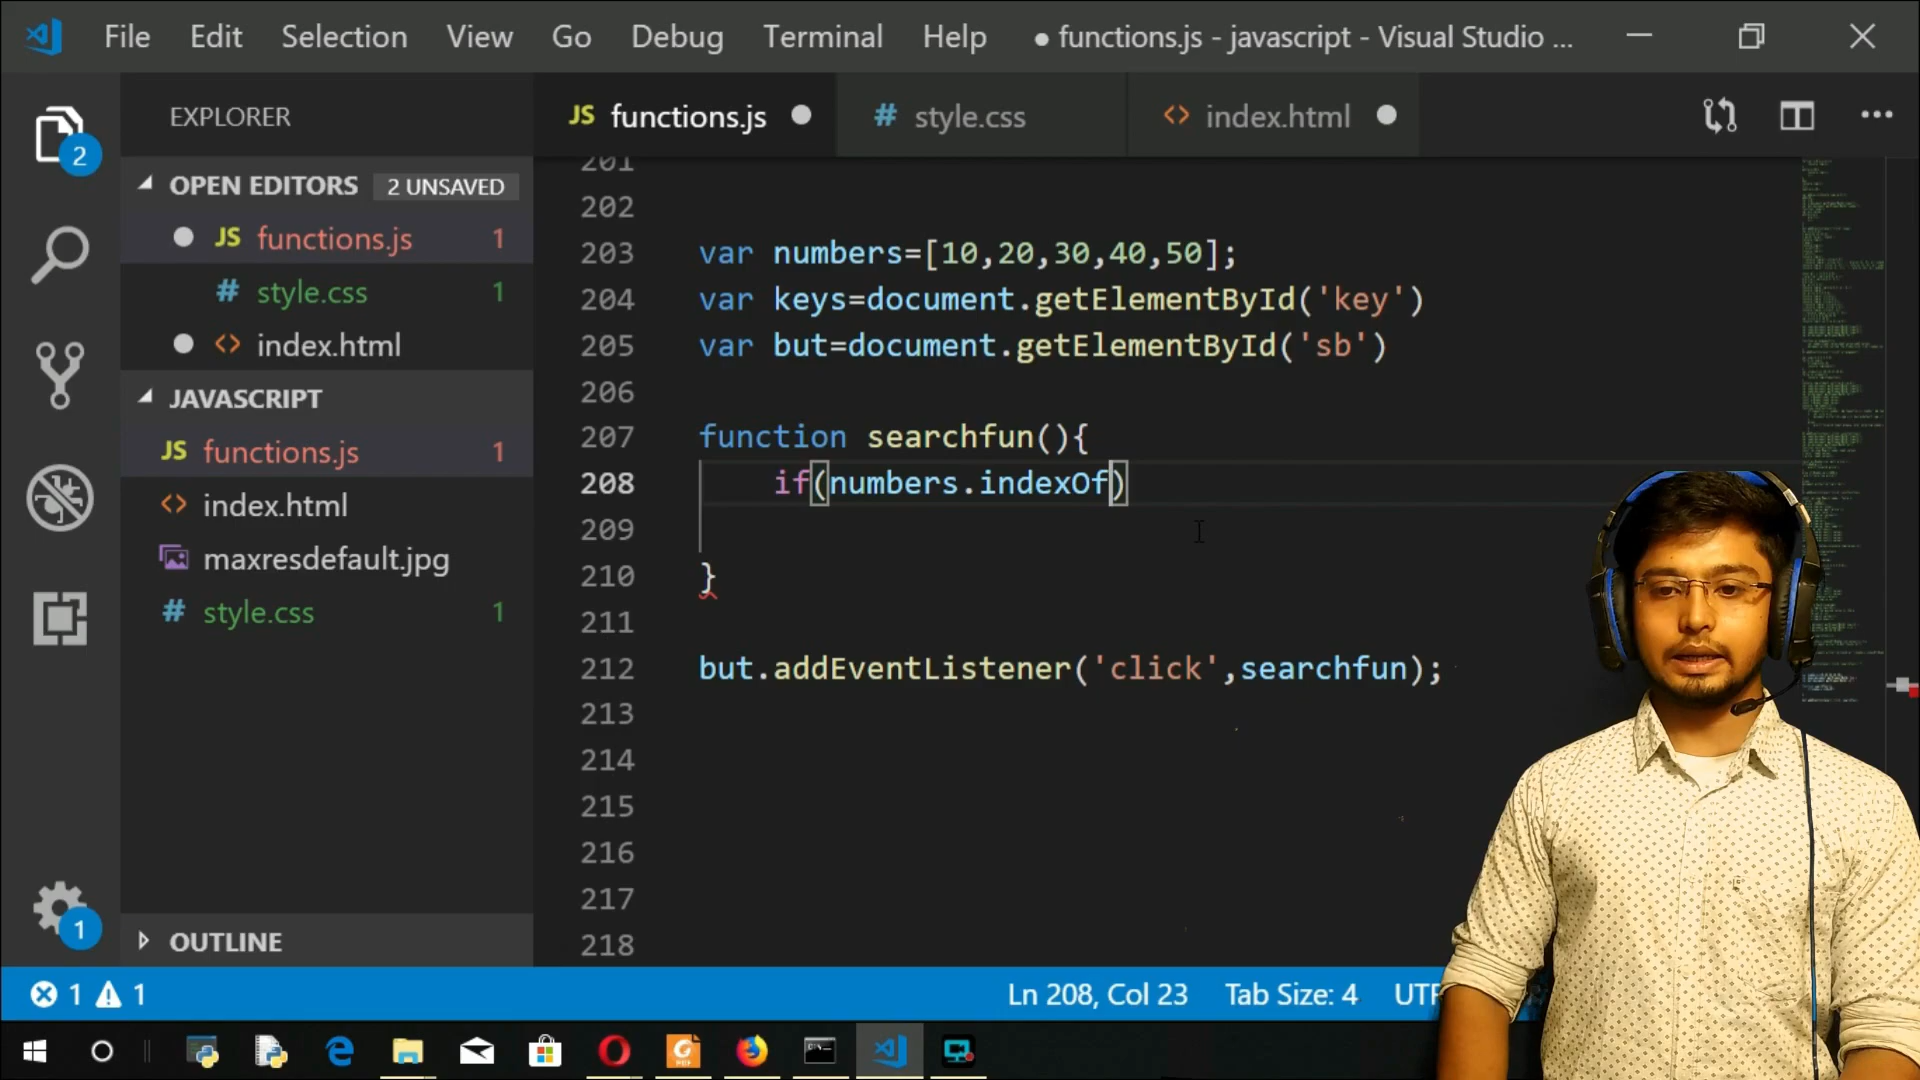 File Edit Selection View Go Debug Terminal Help ● functions.js - javascript - Visual Studio ...
EXPLORER
JS functions.js # style.css <> index.html
OPEN EDITORS 2 UNSAVED
JS functions.js 1
# style.css 1
<> index.html
JAVASCRIPT
JS functions.js 1
<> index.html
maxresdefault.jpg
# style.css 1
OUTLINE
2
1
201
202
203 var numbers=[10,20,30,40,50];
204 var keys=document.getElementById('key')
205 var but=document.getElementById('sb')
206
207 function searchfun(){
208 if(numbers.indexOf)
209
210 }
211
212 but.addEventListener('click',searchfun);
213
214
215
216
217
218
1 1 Ln 208, Col 23 Tab Size: 4 UTF